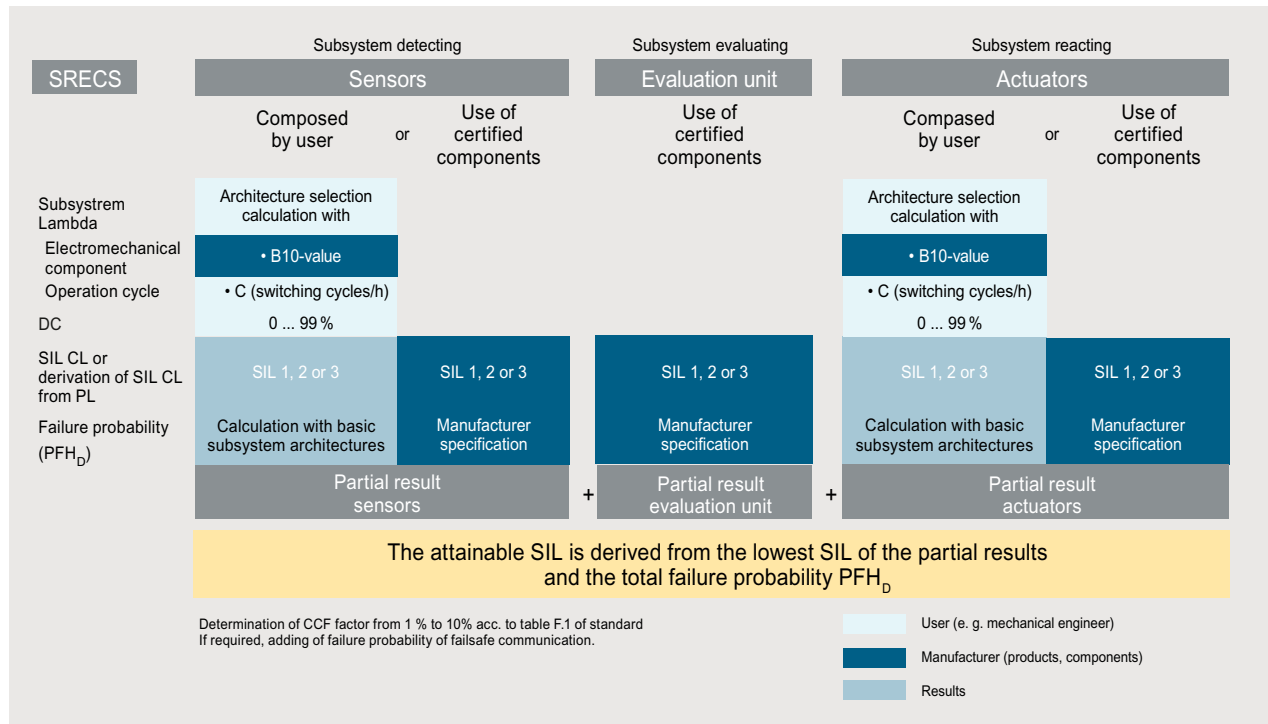 Subsystem detecting
Subsystem evaluating
Subsystem reacting
SRECS
Sensors
Evaluation unit
Actuators
Composed
by user
or
Use of
certified
components
Use of
certified
components
Compased
by user
or
Use of
certified
components
Subsystrem
Lambda
Architecture selection
calculation with
Architecture selection
calculation with
Electromechanical
component
• B10-value
• B10-value
Operation cycle
• C (switching cycles/h)
• C (switching cycles/h)
DC
0 ... 99 %
0 ... 99 %
SIL CL or
derivation of SIL CL
from PL
SIL 1, 2 or 3
SIL 1, 2 or 3
SIL 1, 2 or 3
SIL 1, 2 or 3
SIL 1, 2 or 3
Failure probability
(PFHD)
Calculation with basic
subsystem architectures
Manufacturer
specification
Manufacturer
specification
Calculation with basic
subsystem architectures
Manufacturer
specification
Partial result
sensors
+
Partial result
evaluation unit
+
Partial result
actuators
The attainable SIL is derived from the lowest SIL of the partial results
and the total failure probability PFHD
Determination of CCF factor from 1 % to 10% acc. to table F.1 of standard
If required, adding of failure probability of failsafe communication.
User (e. g. mechanical engineer)
Manufacturer (products, components)
Results